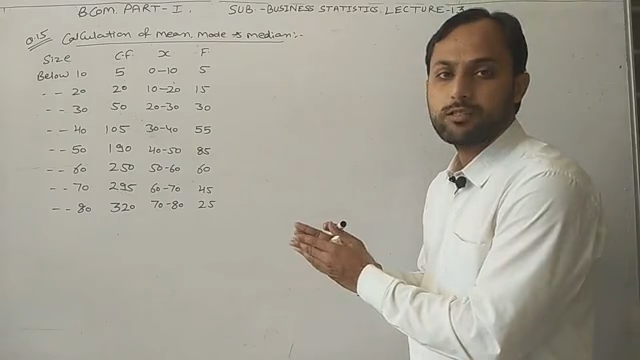 BCOM PART-I. SUB-BUSINESS STATISTICS LECTURE-13
Q.15 Calculation of mean mode & median:-
Size C.F. X F
Below 10 5 0-10 5
-- 20 20 10-20 15
-- 30 50 20-30 30
-- 40 105 30-40 55
-- 50 190 40-50 85
-- 60 250 50-60 60
-- 70 295 60-70 45
-- 80 320 70-80 25